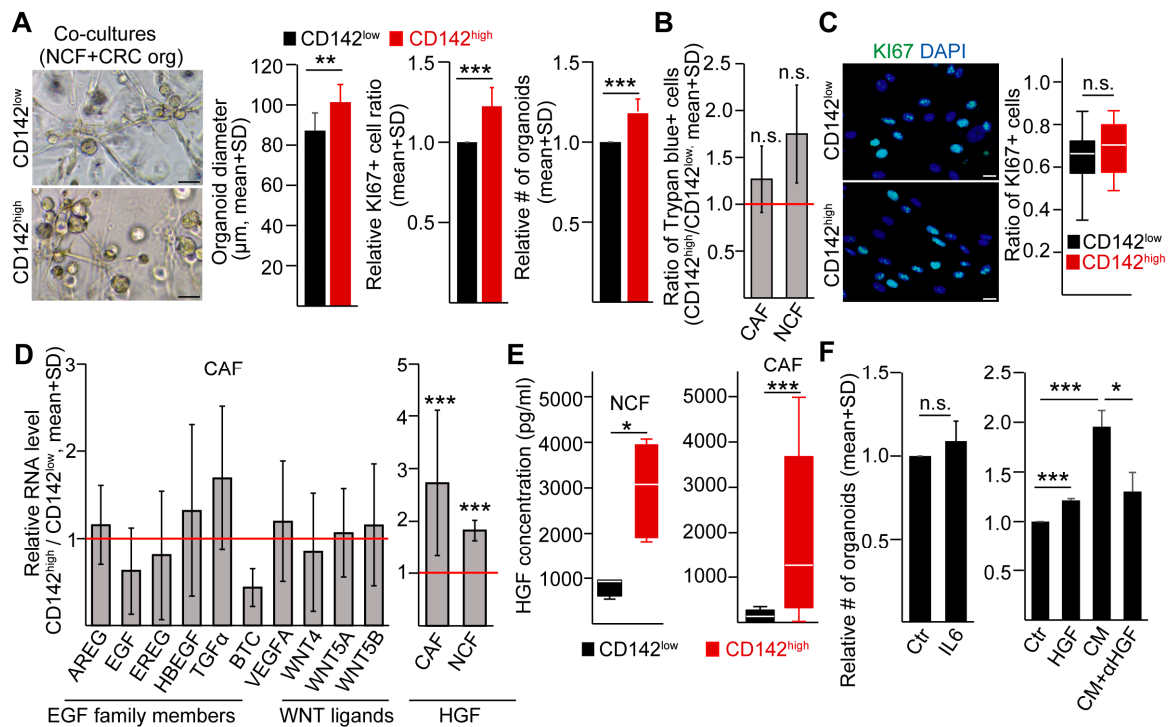 A
Co-cultures
(NCF+CRC org)
CD142low
CD142high
CD142low
CD142high
Organoid diameter
(µm, mean+SD)
120
100
80
60
40
20
**
Relative KI67+ cell ratio
(mean+SD)
1.5
1.0
0.5
***
Relative # of organoids
(mean+SD)
1.5
1.0
0.5
***
B
Ratio of Trypan blue+ cells
(CD142high/CD142low, mean+SD)
2.5
2.0
1.5
1.0
0.5
n.s.
n.s.
CAF
NCF
C
KI67 DAPI
CD142low
CD142high
Ratio of KI67+ cells
1.0
0.8
0.6
0.4
0.2
n.s.
CD142low
CD142high
D
Relative RNA level
CD142high / CD142low, mean+SD)
CAF
3
2
1
AREG
EGF
EREG
HBEGF
TGFα
BTC
VEGFA
WNT4
WNT5A
WNT5B
EGF family members
WNT ligands
5
4
3
2
1
***
***
CAF
NCF
HGF
E
HGF concentration (pg/ml)
NCF
5000
4000
3000
2000
1000
*
CAF
5000
4000
3000
2000
1000
***
CD142low
CD142high
F
Relative # of organoids (mean+SD)
1.5
1.0
0.5
n.s.
Ctr
IL6
2.5
2.0
1.5
1.0
0.5
***
*
***
Ctr
HGF
CM
CM+αHGF